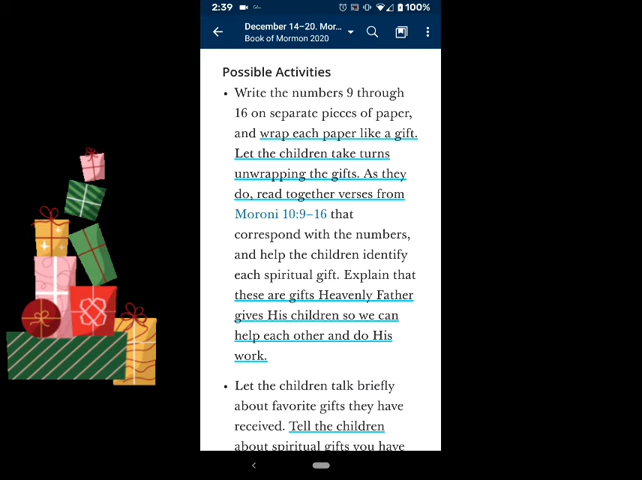 2:39
100%
December 14–20. Mor...
Book of Mormon 2020
Possible Activities
• Write the numbers 9 through
16 on separate pieces of paper,
and wrap each paper like a gift.
Let the children take turns
unwrapping the gifts. As they
do, read together verses from
Moroni 10:9–16 that
correspond with the numbers,
and help the children identify
each spiritual gift. Explain that
these are gifts Heavenly Father
gives His children so we can
help each other and do His
work.
• Let the children talk briefly
about favorite gifts they have
received. Tell the children
about spiritual gifts you have